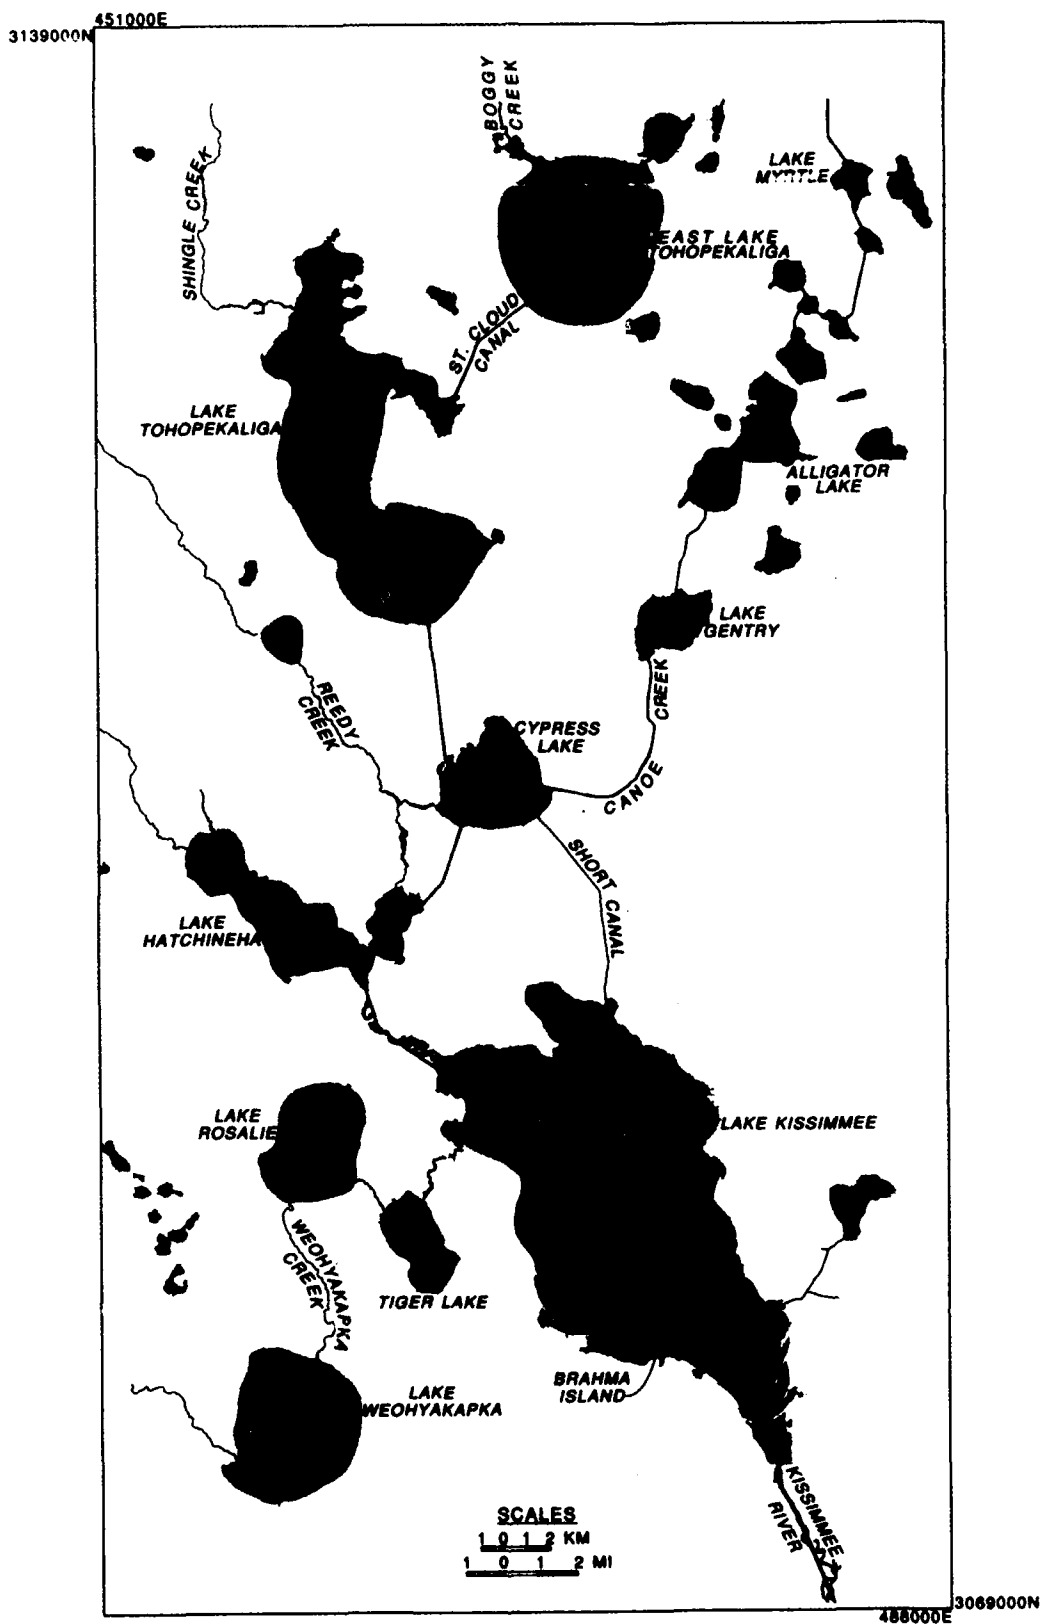 451000E
3139000N
BOGGY
CREEK
LAKE
MYRTLE
SHINGLE CREEK
EAST LAKE
TOHOPEKALIGA
ST. CLOUD
CANAL
LAKE
TOHOPEKALIGA
ALLIGATOR
LAKE
LAKE
GENTRY
REEDY
CREEK
CYPRESS
LAKE
CANOE CREEK
SHORT CANAL
LAKE
HATCHINEHA
LAKE
ROSALIE
LAKE KISSIMMEE
WEOHYAKAPKA
CREEK
TIGER LAKE
BRAHMA
ISLAND
LAKE
WEOHYAKAPKA
SCALES
1 0 1 2 KM
1 0 1 2 MI
KISSIMMEE
RIVER
3069000N
486000E